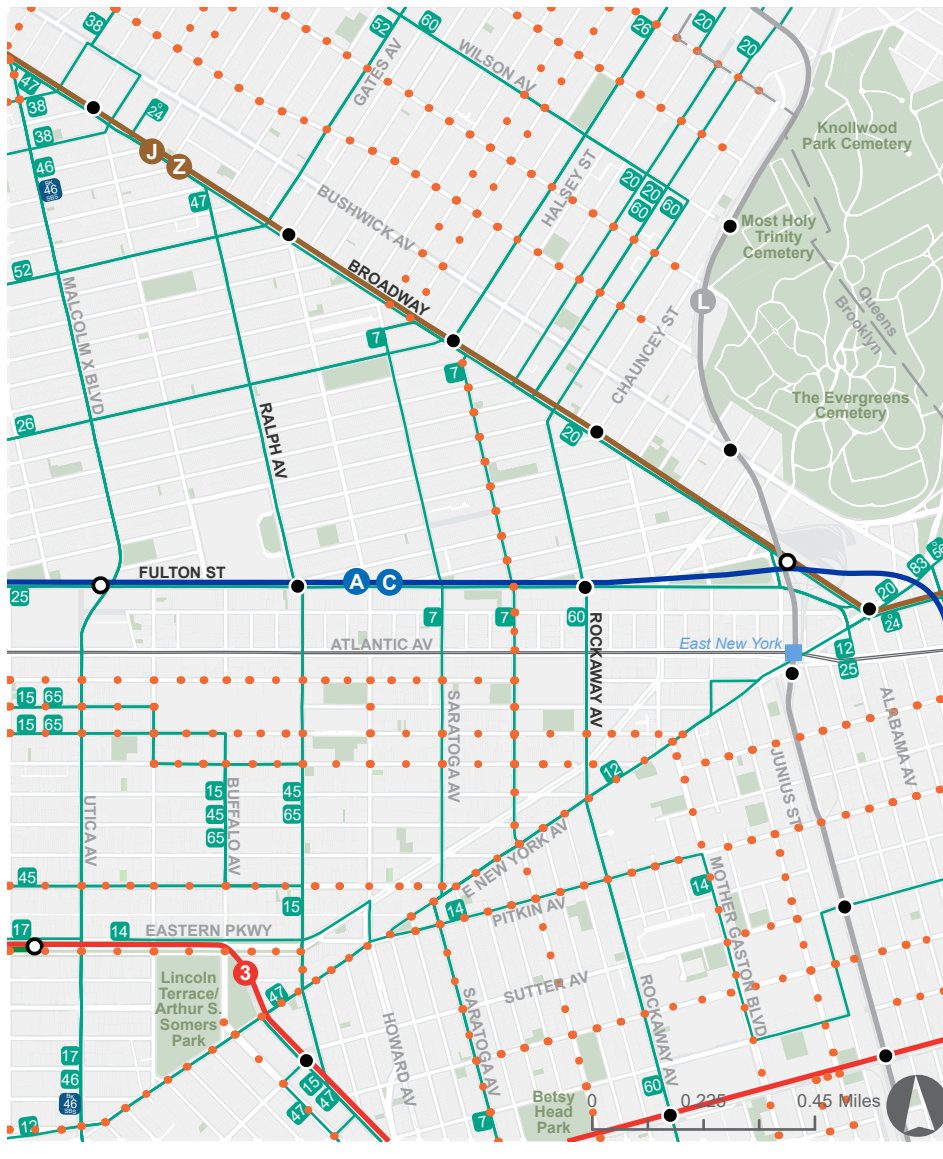 38
52
60
26
20
20
GATES AV
WILSON AV
47
38
24
38
46
BK
46
SBS
J
Z
Knollwood
Park Cemetery
HALSEY ST
20
20
60
60
47
BUSHWICK AV
Most Holy
Trinity
Cemetery
52
BROADWAY
MALCOLM X BLVD
L
Queens
Brooklyn
7
7
CHAUNCEY ST
The Evergreens
Cemetery
26
RALPH AV
20
FULTON ST
A
C
25
83
56
20
24
7
7
60
ROCKAWAY AV
ATLANTIC AV
East New York
12
25
15
65
15
65
SARATOGA AV
ALABAMA AV
JUNIUS ST
12
15
45
65
45
65
BUFFALO AV
UTICA AV
E NEW YORK AV
45
15
14
PITKIN AV
14
MOTHER GASTON BLVD
17
14
EASTERN PKWY
3
Lincoln
Terrace/
Arthur S.
Somers
Park
47
SUTTER AV
SARATOGA AV
ROCKAWAY AV
HOWARD AV
17
46
BK
46
SBS
12
15
47
47
60
7
Betsy
Head
Park
0
0.225
0.45 Miles